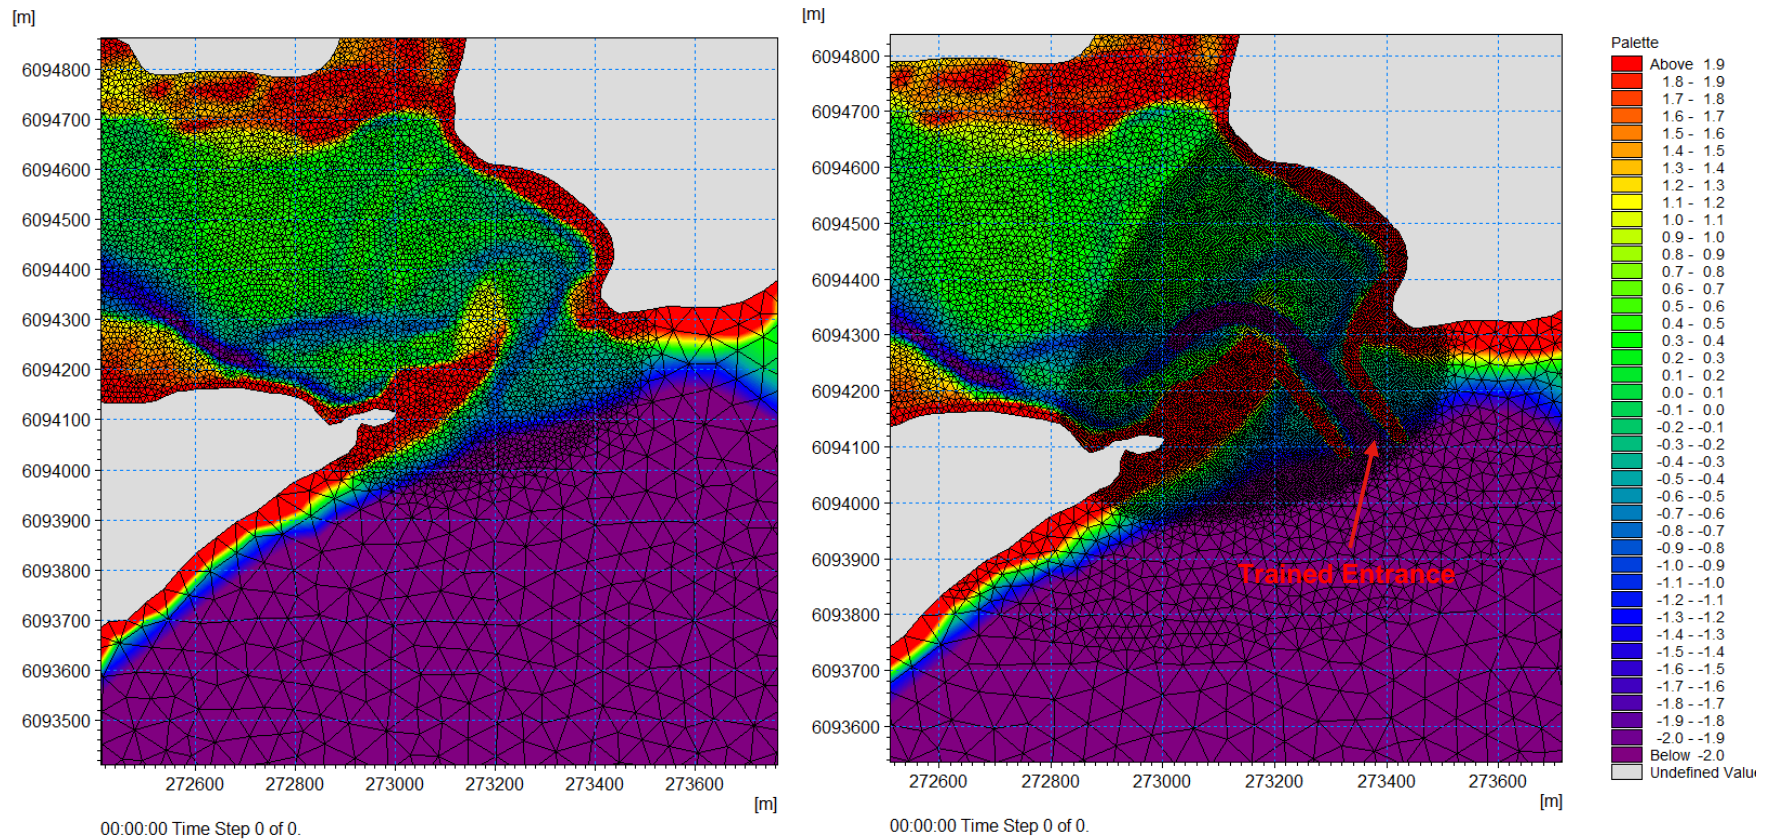 [m]
6094800
6094700
6094600
6094500
6094400
6094300
6094200
6094100
6094000
6093900
6093800
6093700
6093600
6093500
272600 272800 273000 273200 273400 273600
[m]
00:00:00 Time Step 0 of 0.
[m]
6094800
6094700
6094600
6094500
6094400
6094300
6094200
6094100
6094000
6093900
6093800
6093700
6093600
Trained Entrance
272600 272800 273000 273200 273400 273600
[m]
00:00:00 Time Step 0 of 0.
Palette
Above 1.9
1.8 - 1.9
1.7 - 1.8
1.6 - 1.7
1.5 - 1.6
1.4 - 1.5
1.3 - 1.4
1.2 - 1.3
1.1 - 1.2
1.0 - 1.1
0.9 - 1.0
0.8 - 0.9
0.7 - 0.8
0.6 - 0.7
0.5 - 0.6
0.4 - 0.5
0.3 - 0.4
0.2 - 0.3
0.1 - 0.2
0.0 - 0.1
-0.1 - 0.0
-0.2 - -0.1
-0.3 - -0.2
-0.4 - -0.3
-0.5 - -0.4
-0.6 - -0.5
-0.7 - -0.6
-0.8 - -0.7
-0.9 - -0.8
-1.0 - -0.9
-1.1 - -1.0
-1.2 - -1.1
-1.3 - -1.2
-1.4 - -1.3
-1.5 - -1.4
-1.6 - -1.5
-1.7 - -1.6
-1.8 - -1.7
-1.9 - -1.8
-2.0 - -1.9
Below -2.0
Undefined Valu